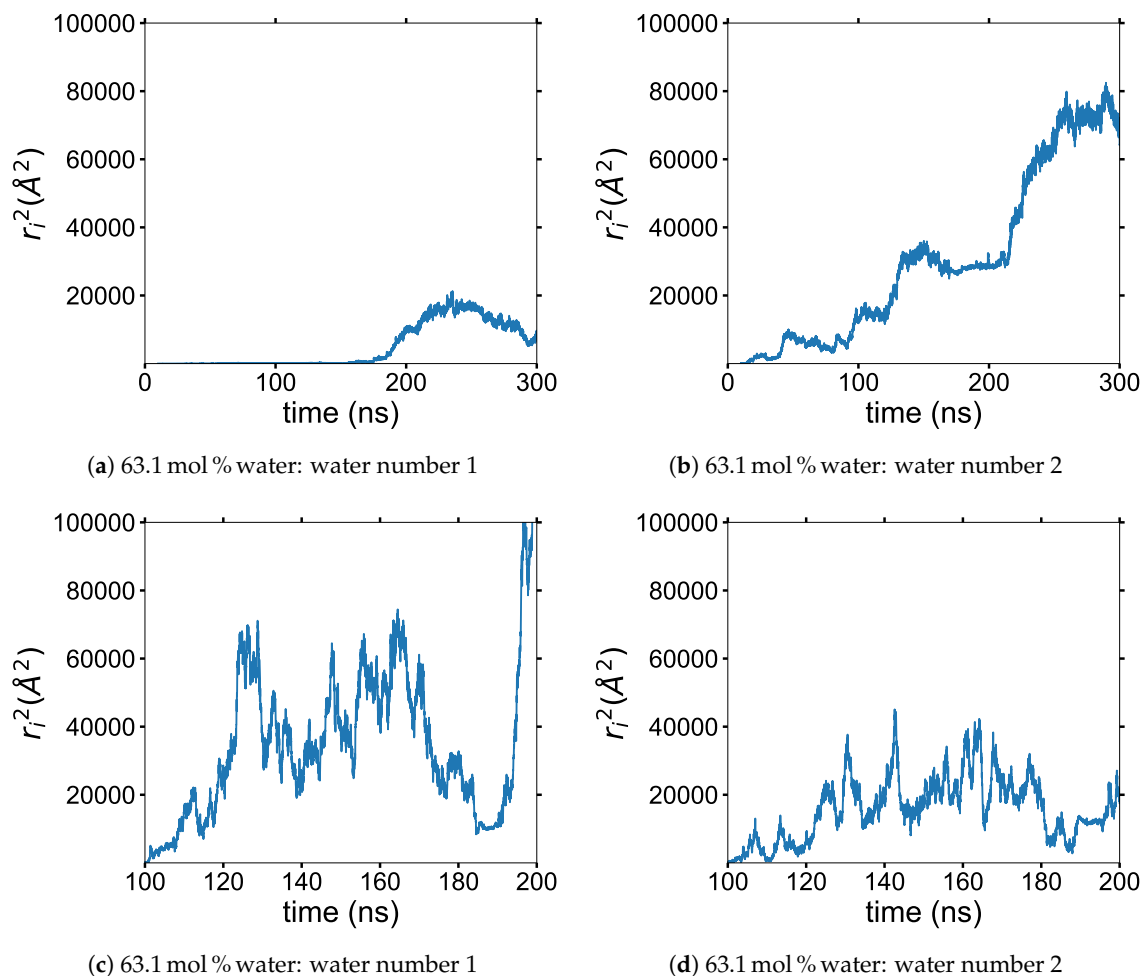 100000
80000
60000
40000
20000
r_i^2 (Å^2)
0 100 200 300
time (ns)
(a) 63.1 mol % water: water number 1
100000
80000
60000
40000
20000
r_i^2 (Å^2)
0 100 200 300
time (ns)
(b) 63.1 mol % water: water number 2
100000
80000
60000
40000
20000
r_i^2 (Å^2)
100 120 140 160 180 200
time (ns)
(c) 63.1 mol % water: water number 1
100000
80000
60000
40000
20000
r_i^2 (Å^2)
100 120 140 160 180 200
time (ns)
(d) 63.1 mol % water: water number 2